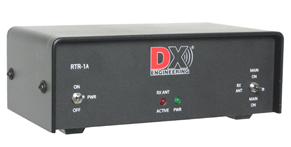 DX
ENGINEERING
RTR-1A
ON
PWR
OFF
RX ANT
ACTIVE PWR
MAIN
ON
RX
ANT
MAIN
ON